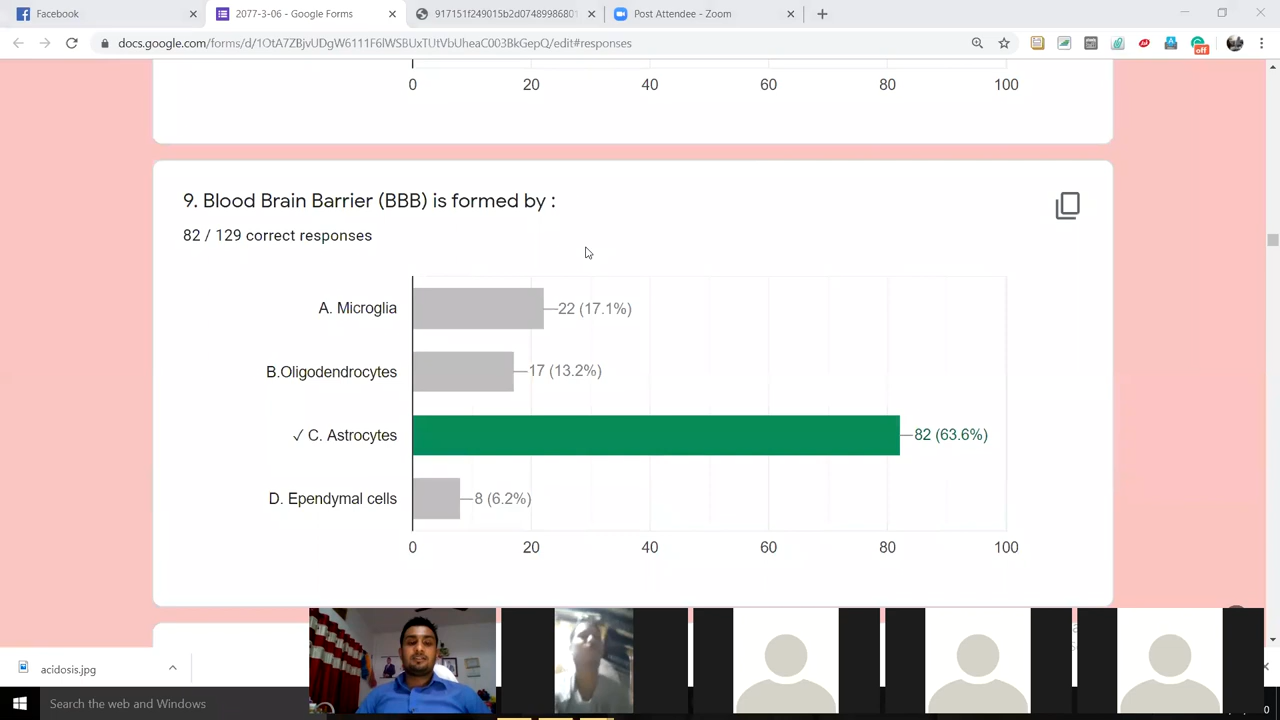 Facebook
2077-3-06 - Google Forms
917151f249015b2d07489986801
Post Attendee - Zoom
docs.google.com/forms/d/1OtA7ZBjvUDgW6111F6lWSBUxTUtVbUheaC003tkGepQ/edit#responses
off
0 20 40 60 80 100
9. Blood Brain Barrier (BBB) is formed by :
82 / 129 correct responses
A. Microglia 22 (17.1%)
B.Oligodendrocytes 17 (13.2%)
✓ C. Astrocytes 82 (63.6%)
D. Ependymal cells 8 (6.2%)
0 20 40 60 80 100
acidosis.jpg
Search the web and Windows